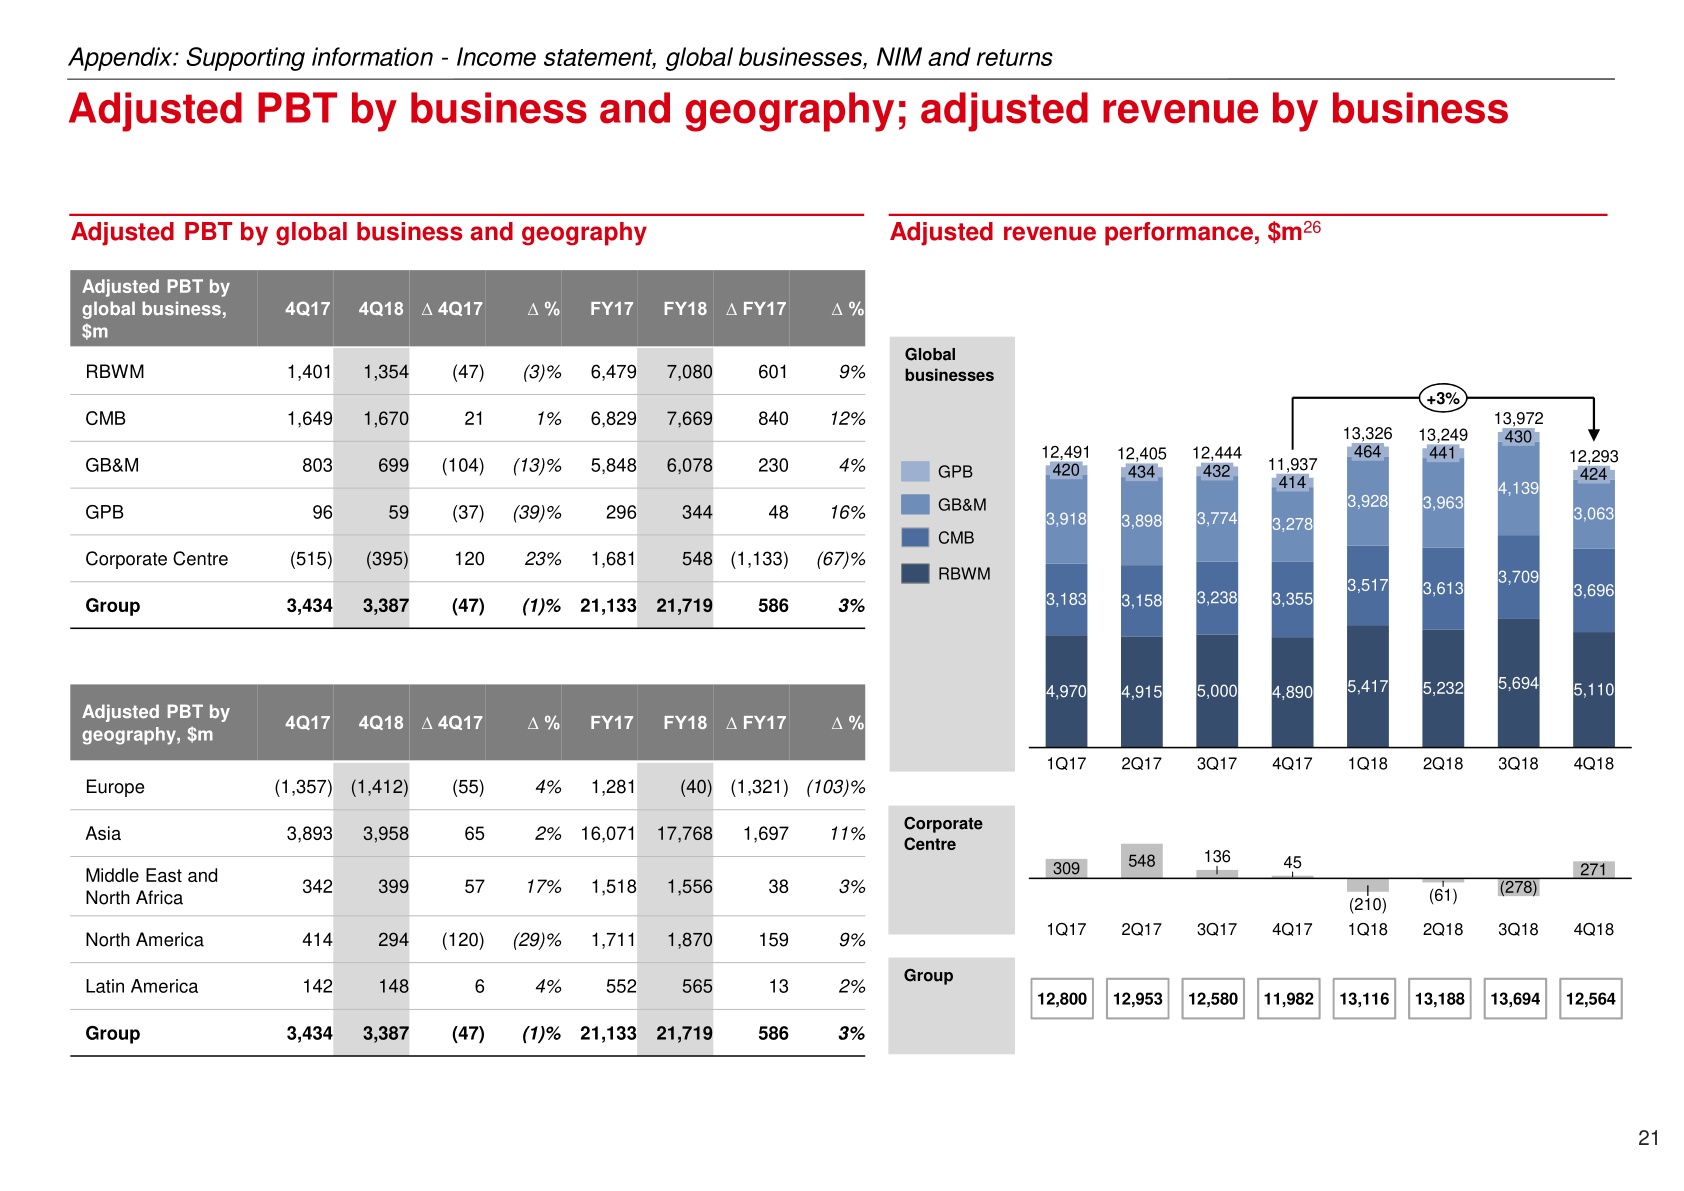 Appendix: Supporting information - Income statement, global businesses, NIM and returns
Adjusted PBT by business and geography; adjusted revenue by business
Adjusted PBT by global business and geography
Adjusted PBT by
global business,
$m
4Q17 4Q18 Δ 4Q17 Δ % FY17 FY18 Δ FY17 Δ %
RBWM 1,401 1,354 (47) (3)% 6,479 7,080 601 9%
CMB 1,649 1,670 21 1% 6,829 7,669 840 12%
GB&M 803 699 (104) (13)% 5,848 6,078 230 4%
GPB 96 59 (37) (39)% 296 344 48 16%
Corporate Centre (515) (395) 120 23% 1,681 548 (1,133) (67)%
Group 3,434 3,387 (47) (1)% 21,133 21,719 586 3%
Adjusted PBT by
geography, $m
4Q17 4Q18 Δ 4Q17 Δ % FY17 FY18 Δ FY17 Δ %
Europe (1,357) (1,412) (55) 4% 1,281 (40) (1,321) (103)%
Asia 3,893 3,958 65 2% 16,071 17,768 1,697 11%
Middle East and
North Africa
342 399 57 17% 1,518 1,556 38 3%
North America 414 294 (120) (29)% 1,711 1,870 159 9%
Latin America 142 148 6 4% 552 565 13 2%
Group 3,434 3,387 (47) (1)% 21,133 21,719 586 3%
Adjusted revenue performance, $m26
Global
businesses
GPB
GB&M
CMB
RBWM
+3%
12,491 12,405 12,444 11,937 13,326 13,249 13,972 12,293
420 434 432 414 464 441 430 424
3,918 3,898 3,774 3,278 3,928 3,963 4,139 3,063
3,183 3,158 3,238 3,355 3,517 3,613 3,709 3,696
4,970 4,915 5,000 4,890 5,417 5,232 5,694 5,110
1Q17 2Q17 3Q17 4Q17 1Q18 2Q18 3Q18 4Q18
Corporate
Centre
309 548 136 45 (210) (61) (278) 271
1Q17 2Q17 3Q17 4Q17 1Q18 2Q18 3Q18 4Q18
Group
12,800 12,953 12,580 11,982 13,116 13,188 13,694 12,564
21